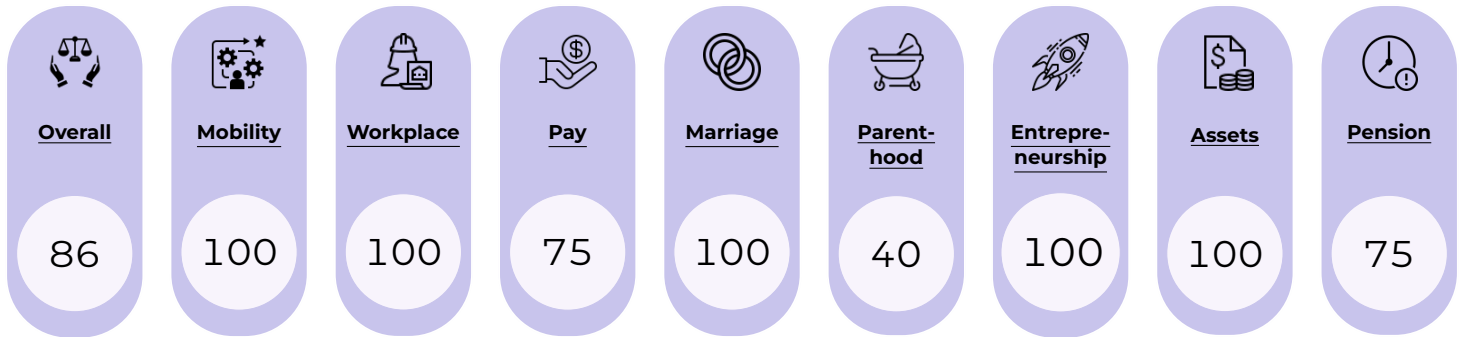 Overall
86
Mobility
100
Workplace
100
Pay
$
75
Marriage
100
Parent-
hood
40
Entrepre-
neurship
100
$
Assets
100
!
Pension
75